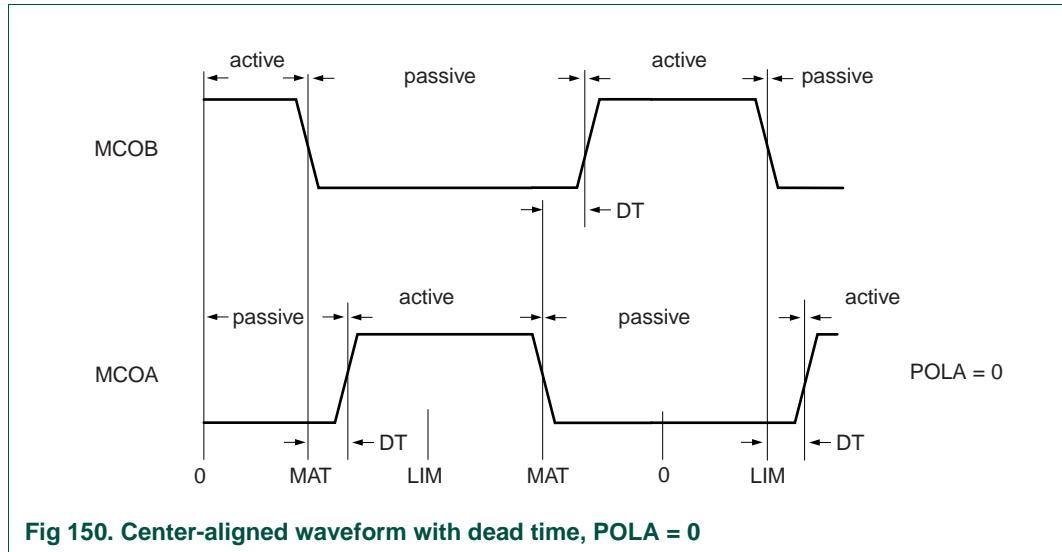 active
passive
active
passive
MCOB
DT
active
active
passive
passive
MCOA
POLA = 0
DT
DT
0
MAT
LIM
MAT
0
LIM
Fig 150. Center-aligned waveform with dead time, POLA = 0